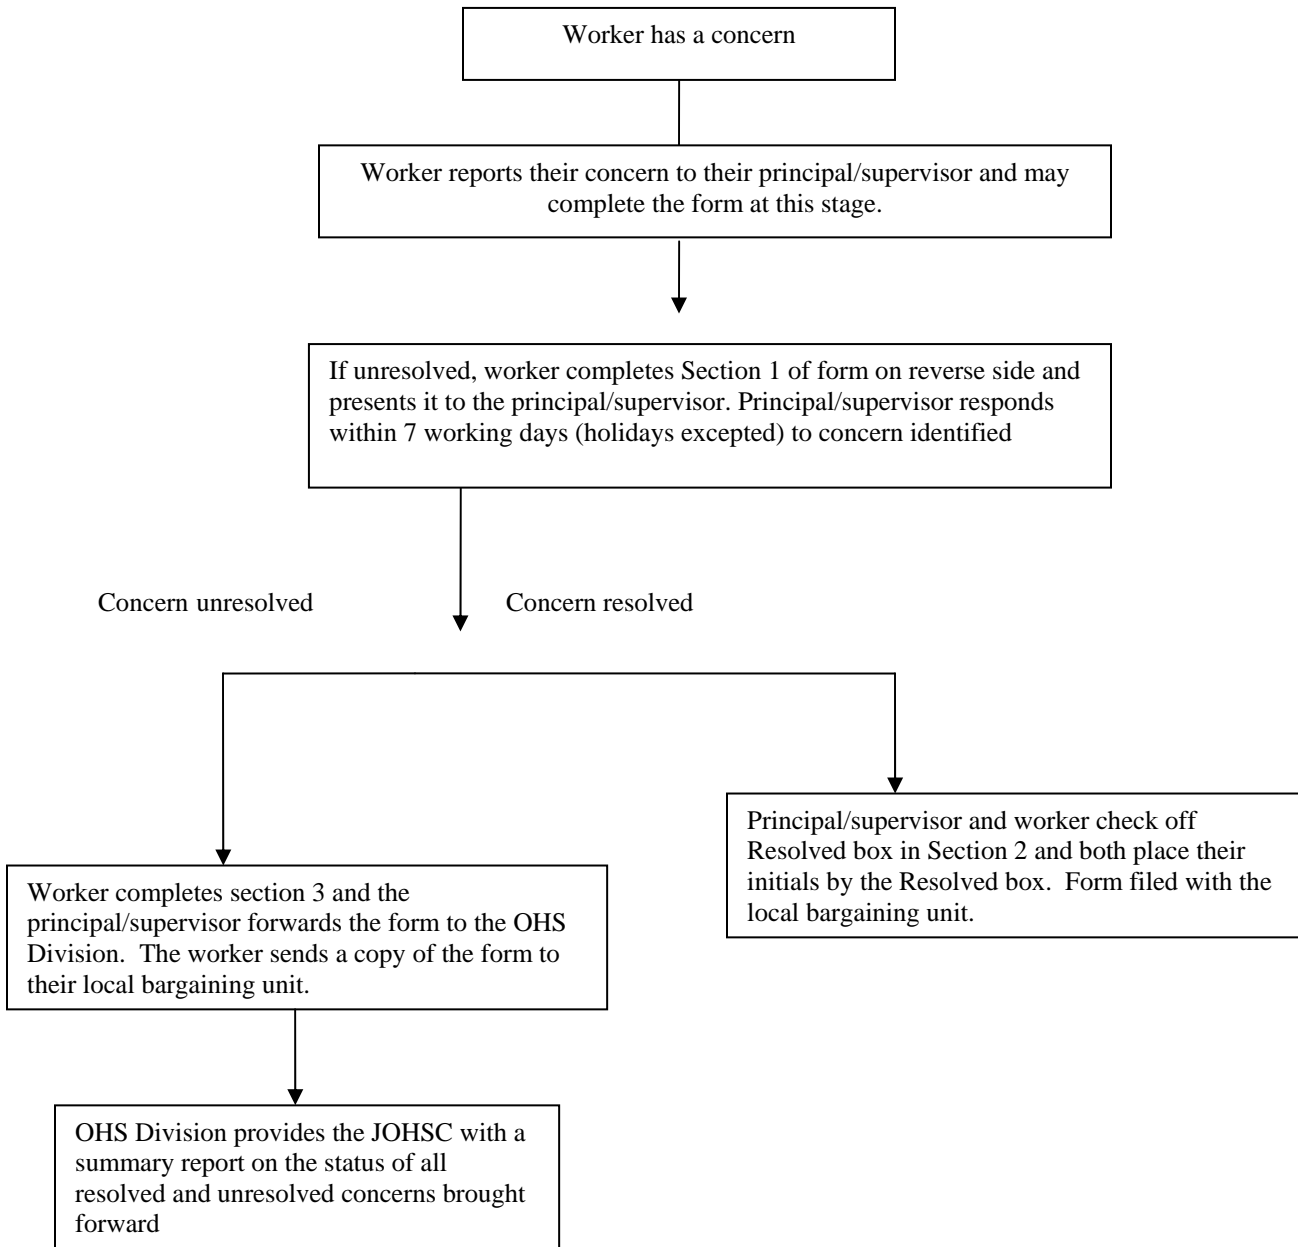 Worker has a concern
Worker reports their concern to their principal/supervisor and may
complete the form at this stage.
If unresolved, worker completes Section 1 of form on reverse side and
presents it to the principal/supervisor. Principal/supervisor responds
within 7 working days (holidays excepted) to concern identified
Concern unresolved
Concern resolved
Worker completes section 3 and the
principal/supervisor forwards the form to the OHS
Division.  The worker sends a copy of the form to
their local bargaining unit.
Principal/supervisor and worker check off
Resolved box in Section 2 and both place their
initials by the Resolved box.  Form filed with the
local bargaining unit.
OHS Division provides the JOHSC with a
summary report on the status of all
resolved and unresolved concerns brought
forward